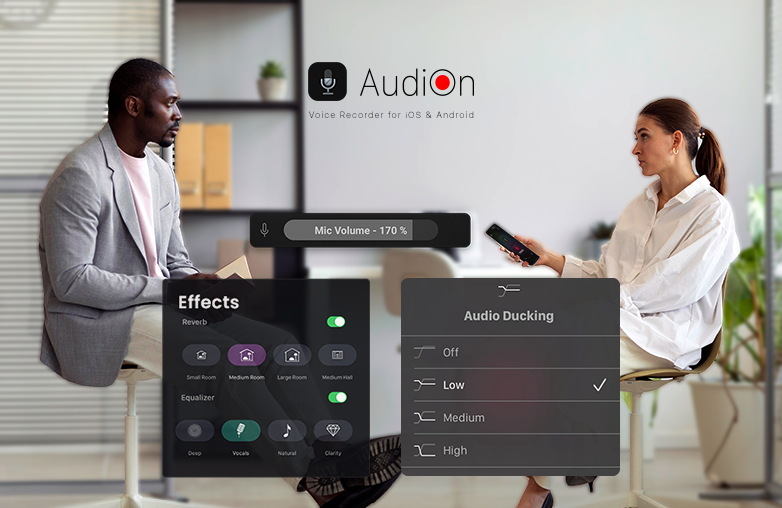 AudiOn
Voice Recorder for iOS & Android
Mic Volume - 170 %
Effects
Reverb
Small Room
Medium Room
Large Room
Medium Hall
Equalizer
Deep
Vocals
Natural
Clarity
Audio Ducking
Off
Low
Medium
High